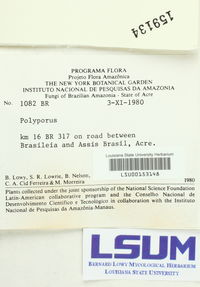 159134
PROGRAMA FLORA
Projeto Flora Amazônica
THE NEW YORK BOTANICAL GARDEN
INSTITUTO NACIONAL DE PESQUISAS DA AMAZONIA
Fungi of Brazilian Amazonia - State of Acre
No. 1082 BR 3-XI-1980
Polyporus
km 16 BR 317 on road between
Brasileia and Assis Brasil, Acre.
Louisiana State University Herbarium
LSU00153148
B. Lowy, S. R. Lowrie, B. Nelson, 1980
C. A. Cid Ferreira & M. Moreira
Plants collected under the joint sponsorship of the National Science Foundation
Latin-American collaborative program and the Conselho Nacional de
Desenvolvimento Científico e Tecnológico in collaboration with the Instituto
Nacional de Pesquisas da Amazônia-Manaus.
LSUM
BERNARD LOWY MYCOLOGICAL HERBARIUM
LOUISIANA STATE UNIVERSITY